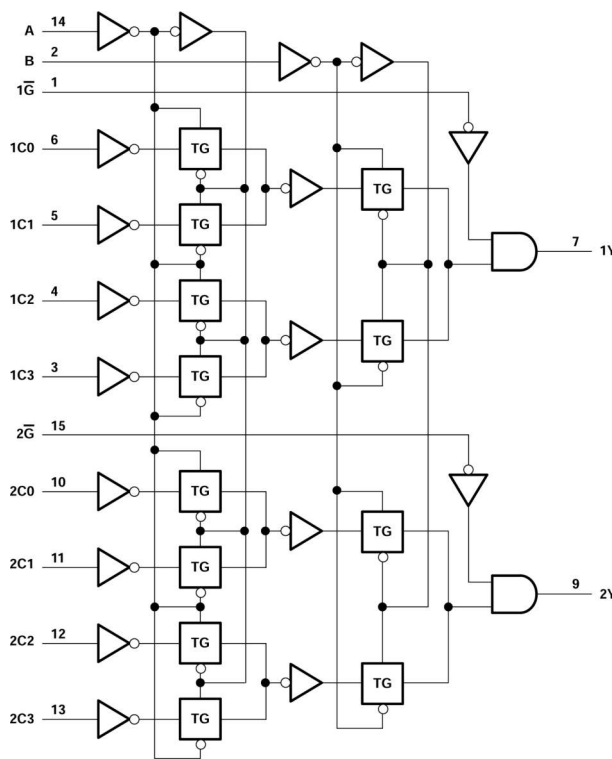 A 14
B 2
1G̅ 1
1C0 6 TG
TG
1C1 5 TG
7 1Y
1C2 4 TG
TG
1C3 3 TG
2G̅ 15
2C0 10 TG
TG
2C1 11 TG
9 2Y
2C2 12 TG
TG
2C3 13 TG